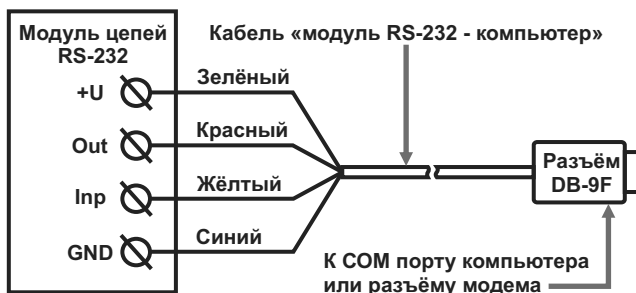 Модуль цепей
RS-232
Кабель «модуль RS-232 - компьютер»
+U
Зелёный
Out
Красный
Inp
Жёлтый
GND
Синий
Разъём
DB-9F
К COM порту компьютера
или разъёму модема